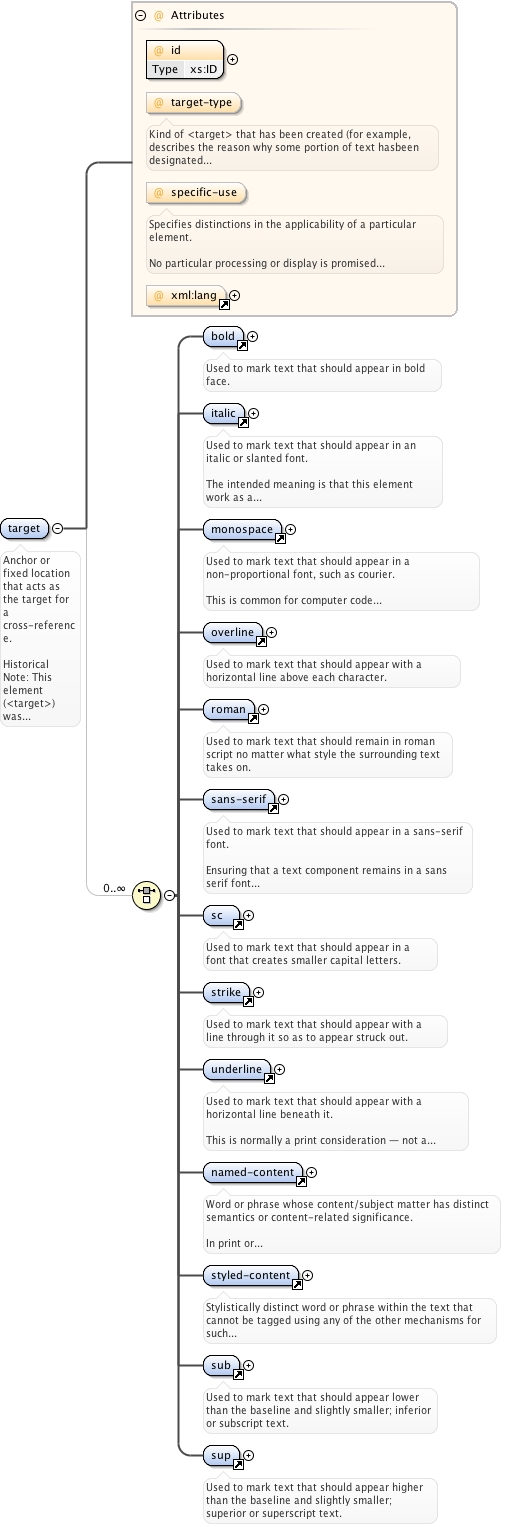 @ Attributes
@ id
Type xs:ID
@ target-type
Kind of <target> that has been created (for example,
describes the reason why some portion of text hasbeen
designated...
@ specific-use
Specifies distinctions in the applicability of a particular
element.
No particular processing or display is promised...
@ xml:lang
bold
Used to mark text that should appear in bold
face.
italic
Used to mark text that should appear in an
italic or slanted font.
The intended meaning is that this element
work as a...
target
Anchor or
fixed location
that acts as
the target for
a
cross-referenc
e.
Historical
Note: This
element
(<target>)
was...
monospace
Used to mark text that should appear in a
non-proportional font, such as courier.
This is common for computer code...
overline
Used to mark text that should appear with a
horizontal line above each character.
roman
Used to mark text that should remain in roman
script no matter what style the surrounding text
takes on.
sans-serif
Used to mark text that should appear in a sans-serif
font.
Ensuring that a text component remains in a sans
serif font...
0..∞
sc
Used to mark text that should appear in a
font that creates smaller capital letters.
strike
Used to mark text that should appear with a
line through it so as to appear struck out.
underline
Used to mark text that should appear with a
horizontal line beneath it.
This is normally a print consideration — not a...
named-content
Word or phrase whose content/subject matter has distinct
semantics or content-related significance.
In print or...
styled-content
Stylistically distinct word or phrase within the text that
cannot be tagged using any of the other mechanisms for
such...
sub
Used to mark text that should appear lower
than the baseline and slightly smaller; inferior
or subscript text.
sup
Used to mark text that should appear higher
than the baseline and slightly smaller;
superior or superscript text.